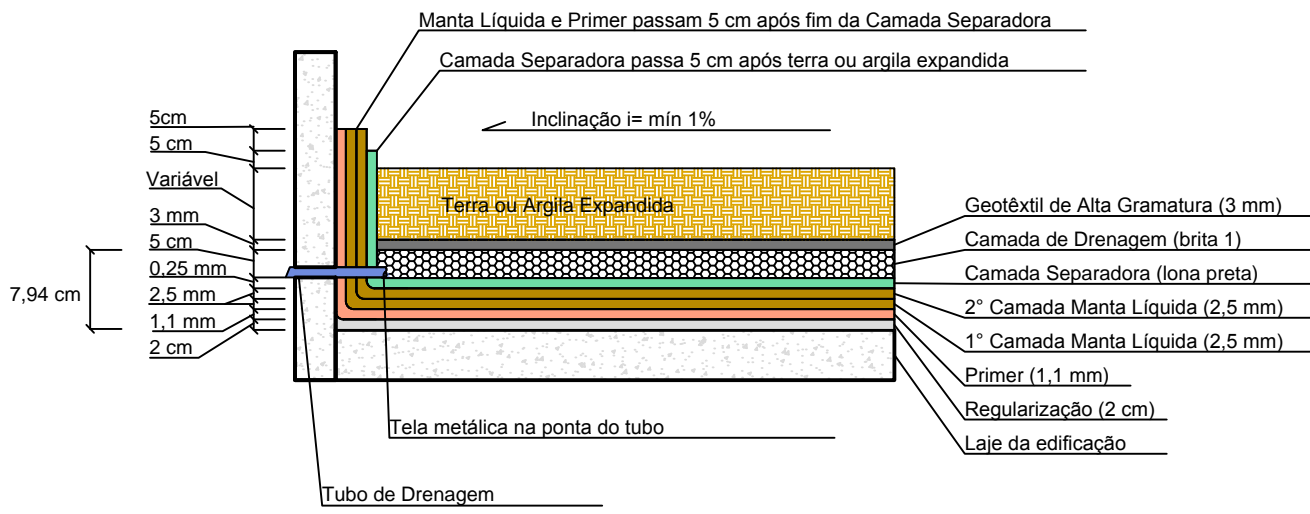 Manta Líquida e Primer passam 5 cm após fim da Camada Separadora
Camada Separadora passa 5 cm após terra ou argila expandida
Inclinação i= mín 1%
5cm
5 cm
Variável
3 mm
5 cm
0,25 mm
2,5 mm
1,1 mm
2 cm
7,94 cm
Terra ou Argila Expandida
Geotêxtil de Alta Gramatura (3 mm)
Camada de Drenagem (brita 1)
Camada Separadora (lona preta)
2° Camada Manta Líquida (2,5 mm)
1° Camada Manta Líquida (2,5 mm)
Primer (1,1 mm)
Regularização (2 cm)
Laje da edificação
Tela metálica na ponta do tubo
Tubo de Drenagem